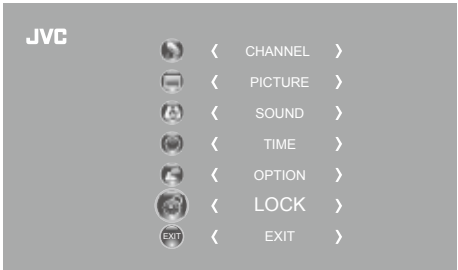 JVC
CHANNEL
PICTURE
SOUND
TIME
OPTION
LOCK
EXIT EXIT